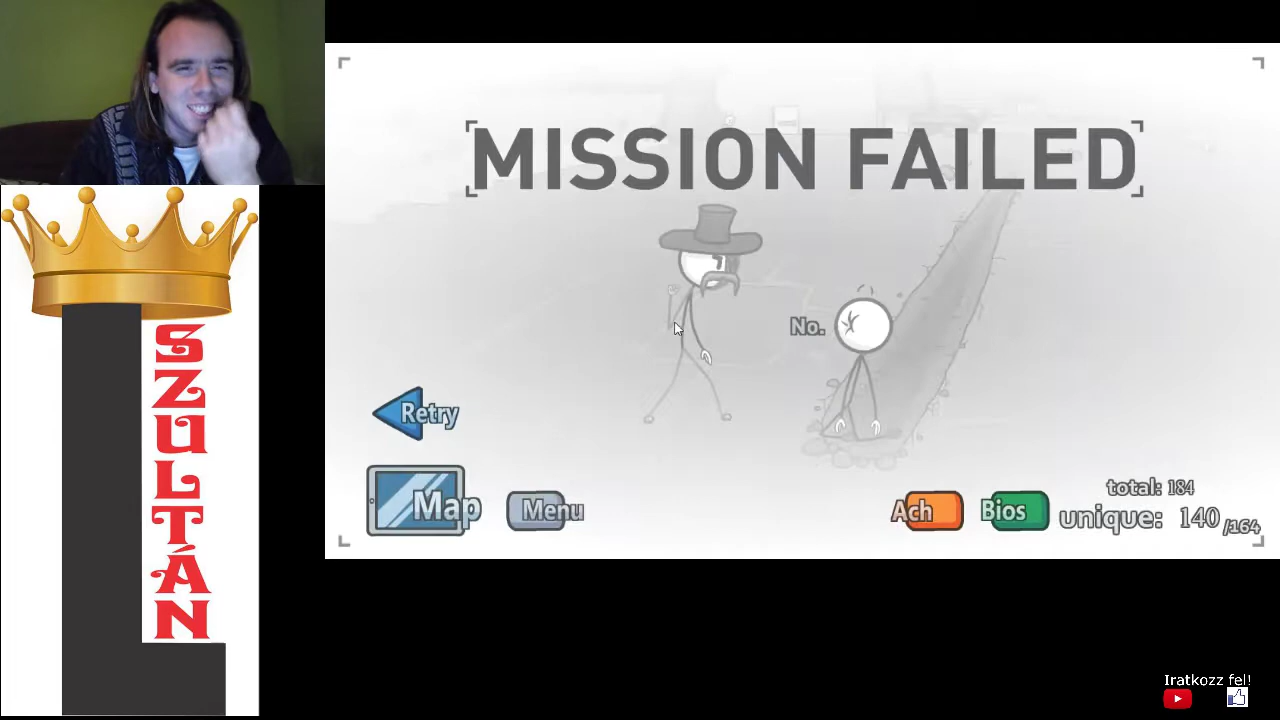 MISSION FAILED
No.
Retry
Map
Menu
Ach
Bios
total: 184
unique: 140 /164
L
SZULTÁN
Iratkozz fel!